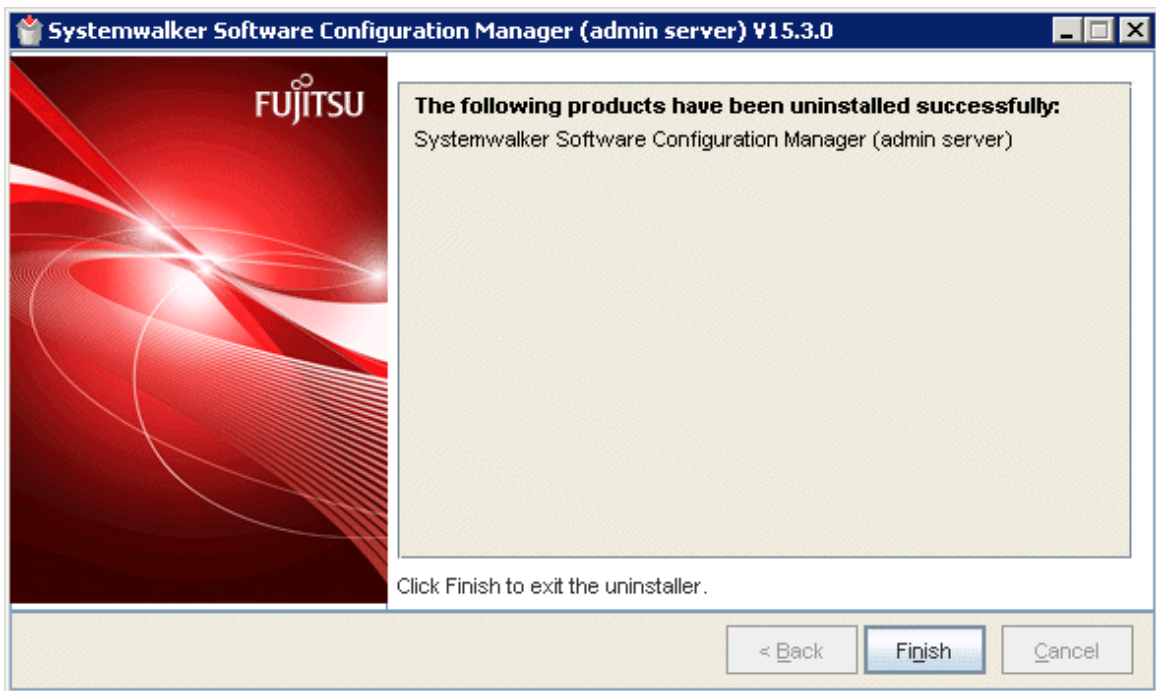 Systemwalker Software Configuration Manager (admin server) V15.3.0
FUJITSU
The following products have been uninstalled successfully:
Systemwalker Software Configuration Manager (admin server)
Click Finish to exit the uninstaller.
< Back
Finish
Cancel